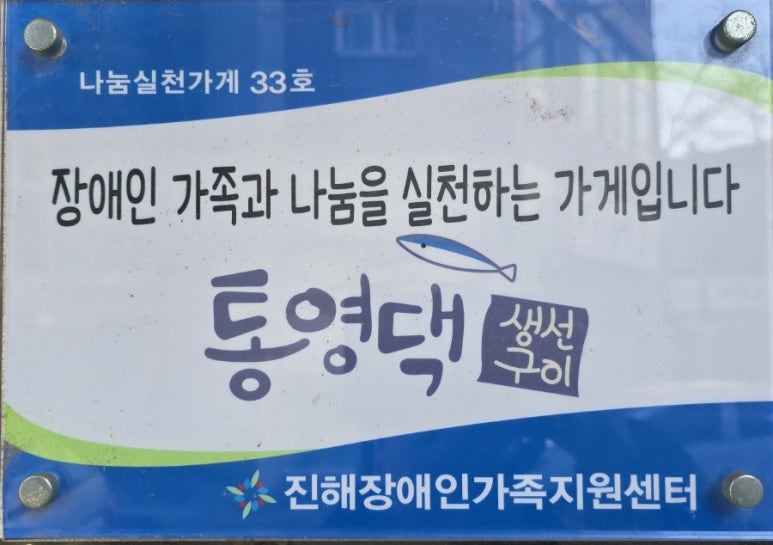 나눔실천가게 33호
장애인 가족과 나눔을 실천하는 가게입니다
통영댁
생선
구이
진해장애인가족지원센터